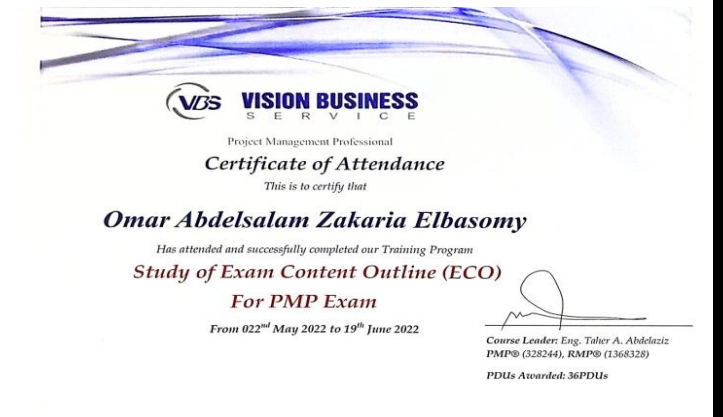 VBS VISION BUSINESS
SERVICE
Project Management Professional
Certificate of Attendance
This is to certify that
Omar Abdelsalam Zakaria Elbasomy
Has attended and successfully completed our Training Program
Study of Exam Content Outline (ECO)
For PMP Exam
From 022nd May 2022 to 19th June 2022
Course Leader: Eng. Taher A. Abdelaziz
PMP® (328244), RMP® (1368328)
PDUs Awarded: 36PDUs